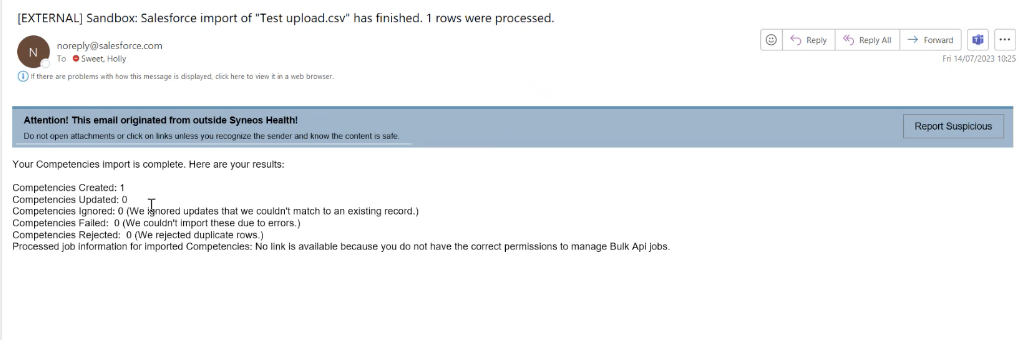 [EXTERNAL] Sandbox: Salesforce import of "Test upload.csv" has finished. 1 rows were processed.
N
noreply@salesforce.com
To Sweet, Holly
Reply
Reply All
Forward
Fri 14/07/2023 10:25
If there are problems with how this message is displayed, click here to view it in a web browser.
Attention! This email originated from outside Syneos Health!
Do not open attachments or click on links unless you recognize the sender and know the content is safe.
Report Suspicious
Your Competencies import is complete. Here are your results:
Competencies Created: 1
Competencies Updated: 0
Competencies Ignored: 0 (We ignored updates that we couldn't match to an existing record.)
Competencies Failed: 0 (We couldn't import these due to errors.)
Competencies Rejected: 0 (We rejected duplicate rows.)
Processed job information for imported Competencies: No link is available because you do not have the correct permissions to manage Bulk Api jobs.